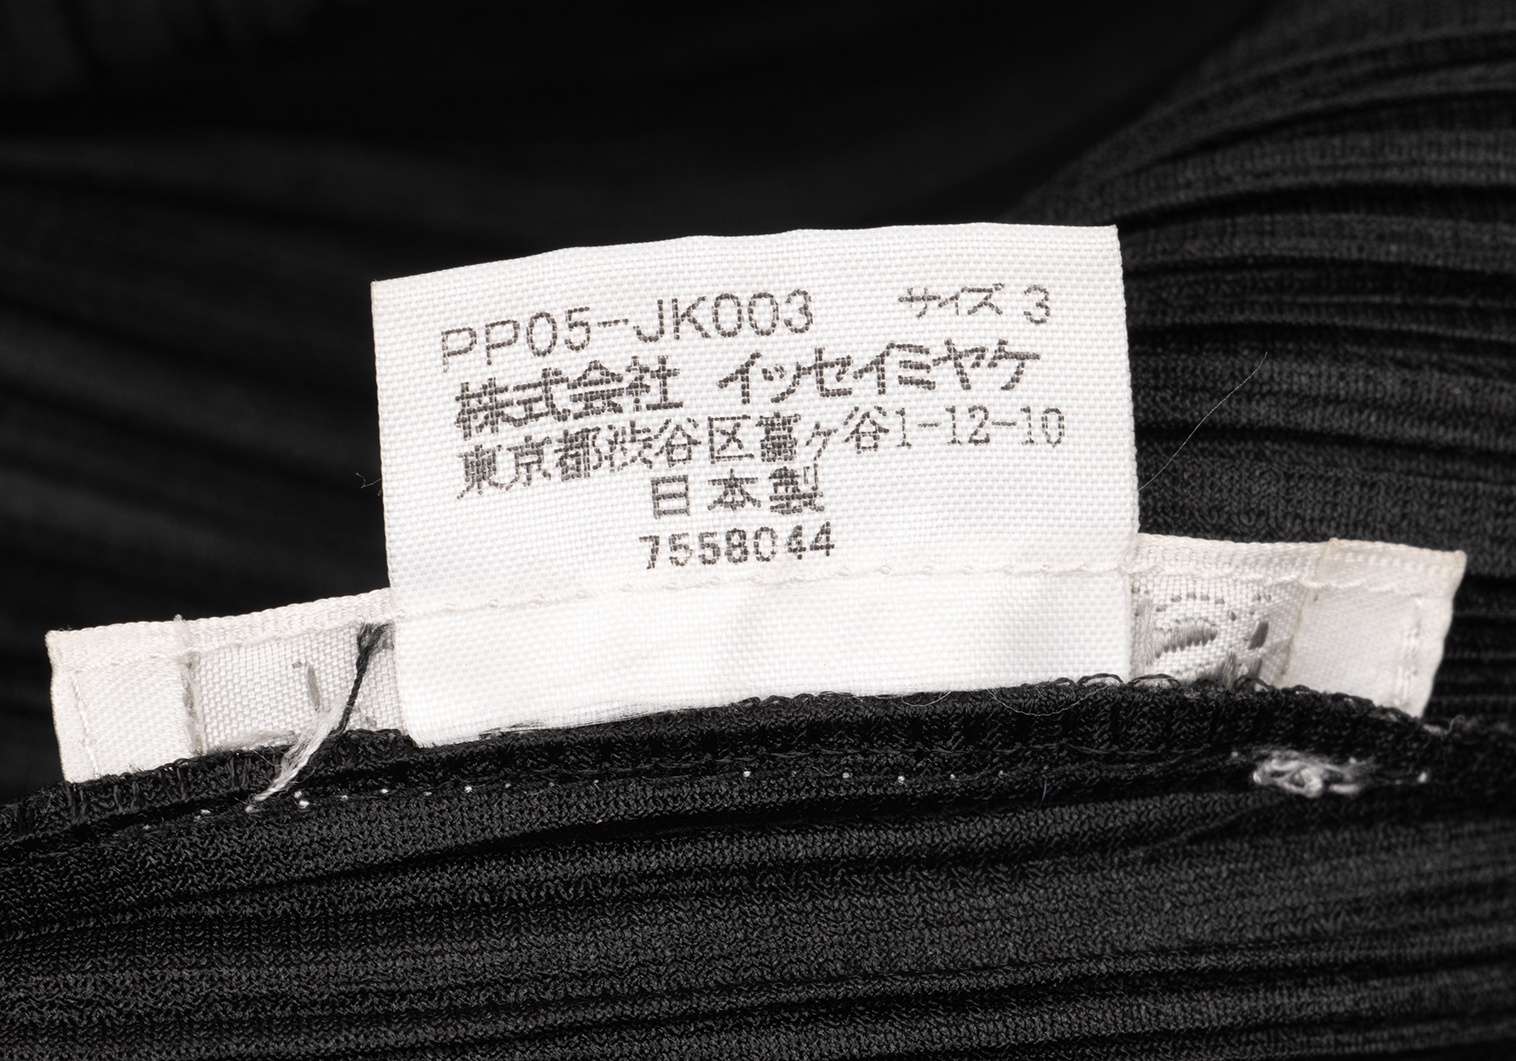 PP05-JK003 サイズ 3
株式会社 イッセイミヤケ
東京都渋谷区富ヶ谷1-12-10
日本製
7558044